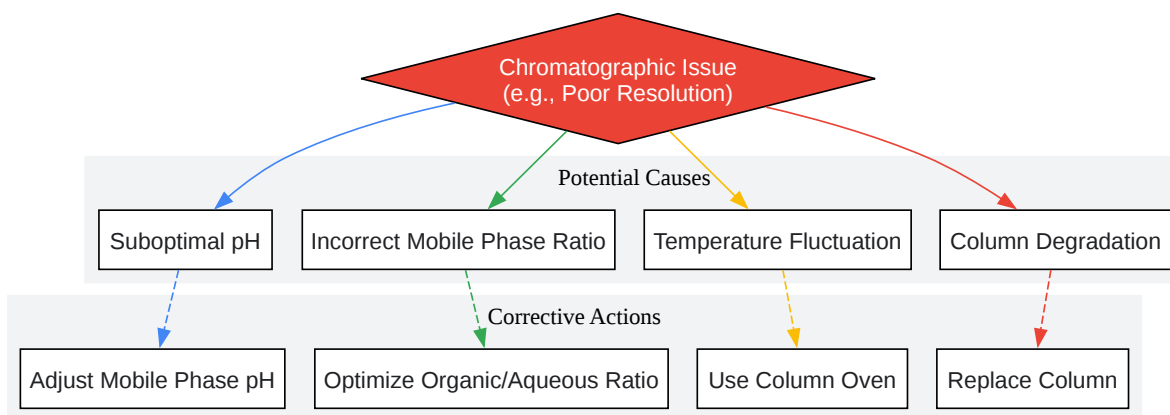 Chromatographic Issue
(e.g., Poor Resolution)
Potential Causes
Suboptimal pH
Incorrect Mobile Phase Ratio
Temperature Fluctuation
Column Degradation
Corrective Actions
Adjust Mobile Phase pH
Optimize Organic/Aqueous Ratio
Use Column Oven
Replace Column